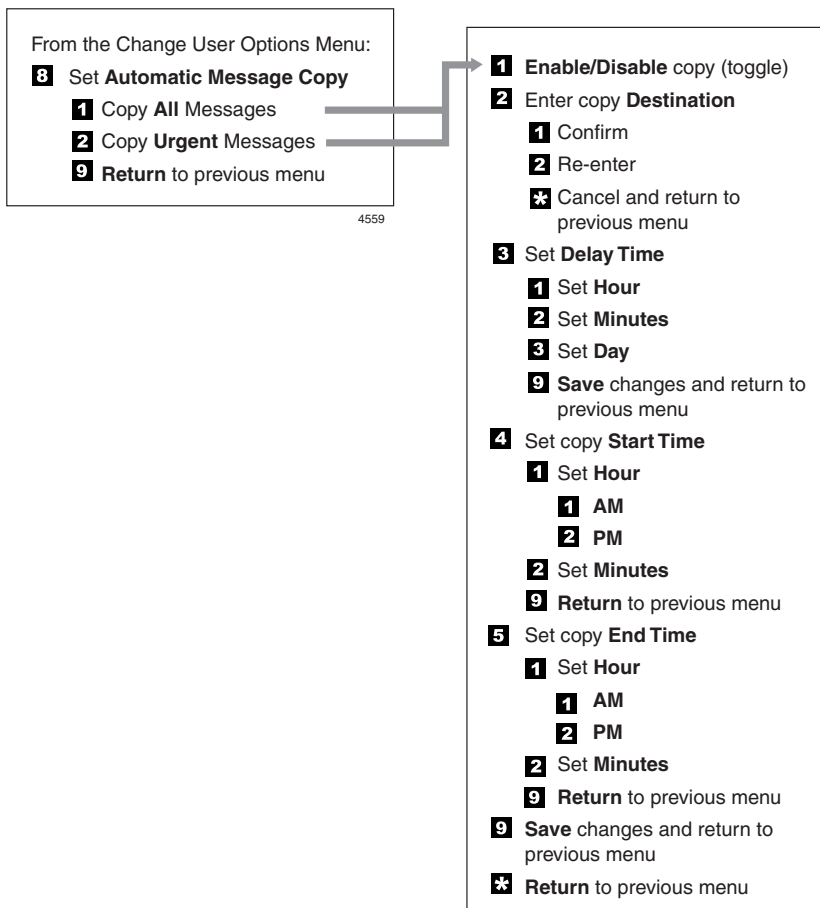 From the Change User Options Menu:
8 Set Automatic Message Copy
1 Copy All Messages
2 Copy Urgent Messages
9 Return to previous menu
4559
1 Enable/Disable copy (toggle)
2 Enter copy Destination
1 Confirm
2 Re-enter
* Cancel and return to
previous menu
3 Set Delay Time
1 Set Hour
2 Set Minutes
3 Set Day
9 Save changes and return to
previous menu
4 Set copy Start Time
1 Set Hour
1 AM
2 PM
2 Set Minutes
9 Return to previous menu
5 Set copy End Time
1 Set Hour
1 AM
2 PM
2 Set Minutes
9 Return to previous menu
9 Save changes and return to
previous menu
* Return to previous menu